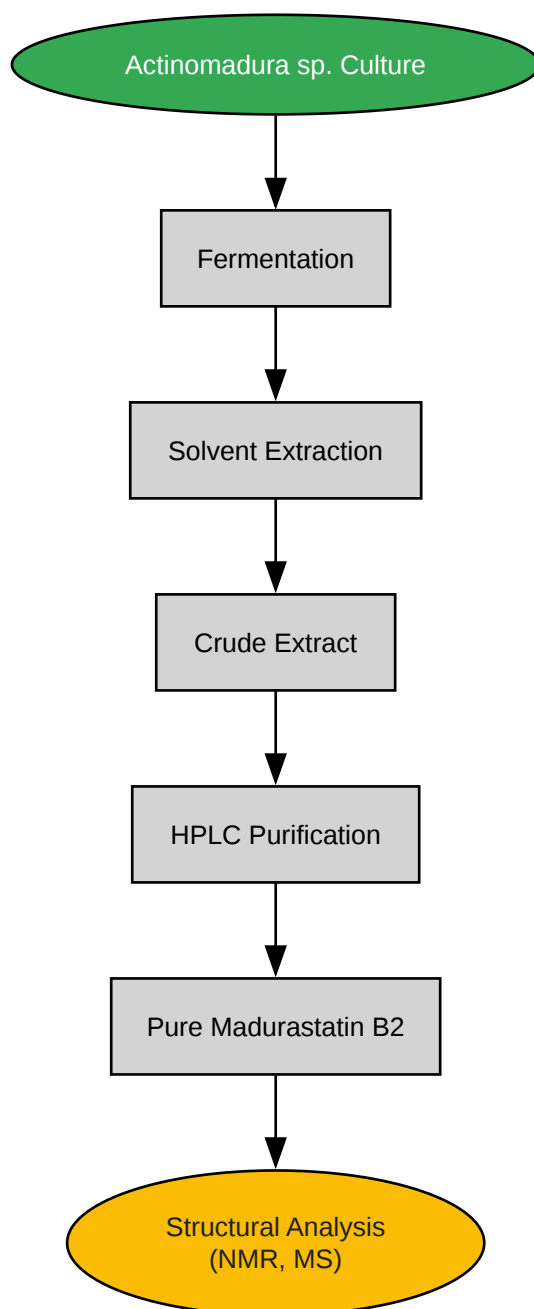 Actinomadura sp. Culture
Fermentation
Solvent Extraction
Crude Extract
HPLC Purification
Pure Madurastatin B2
Structural Analysis
(NMR, MS)